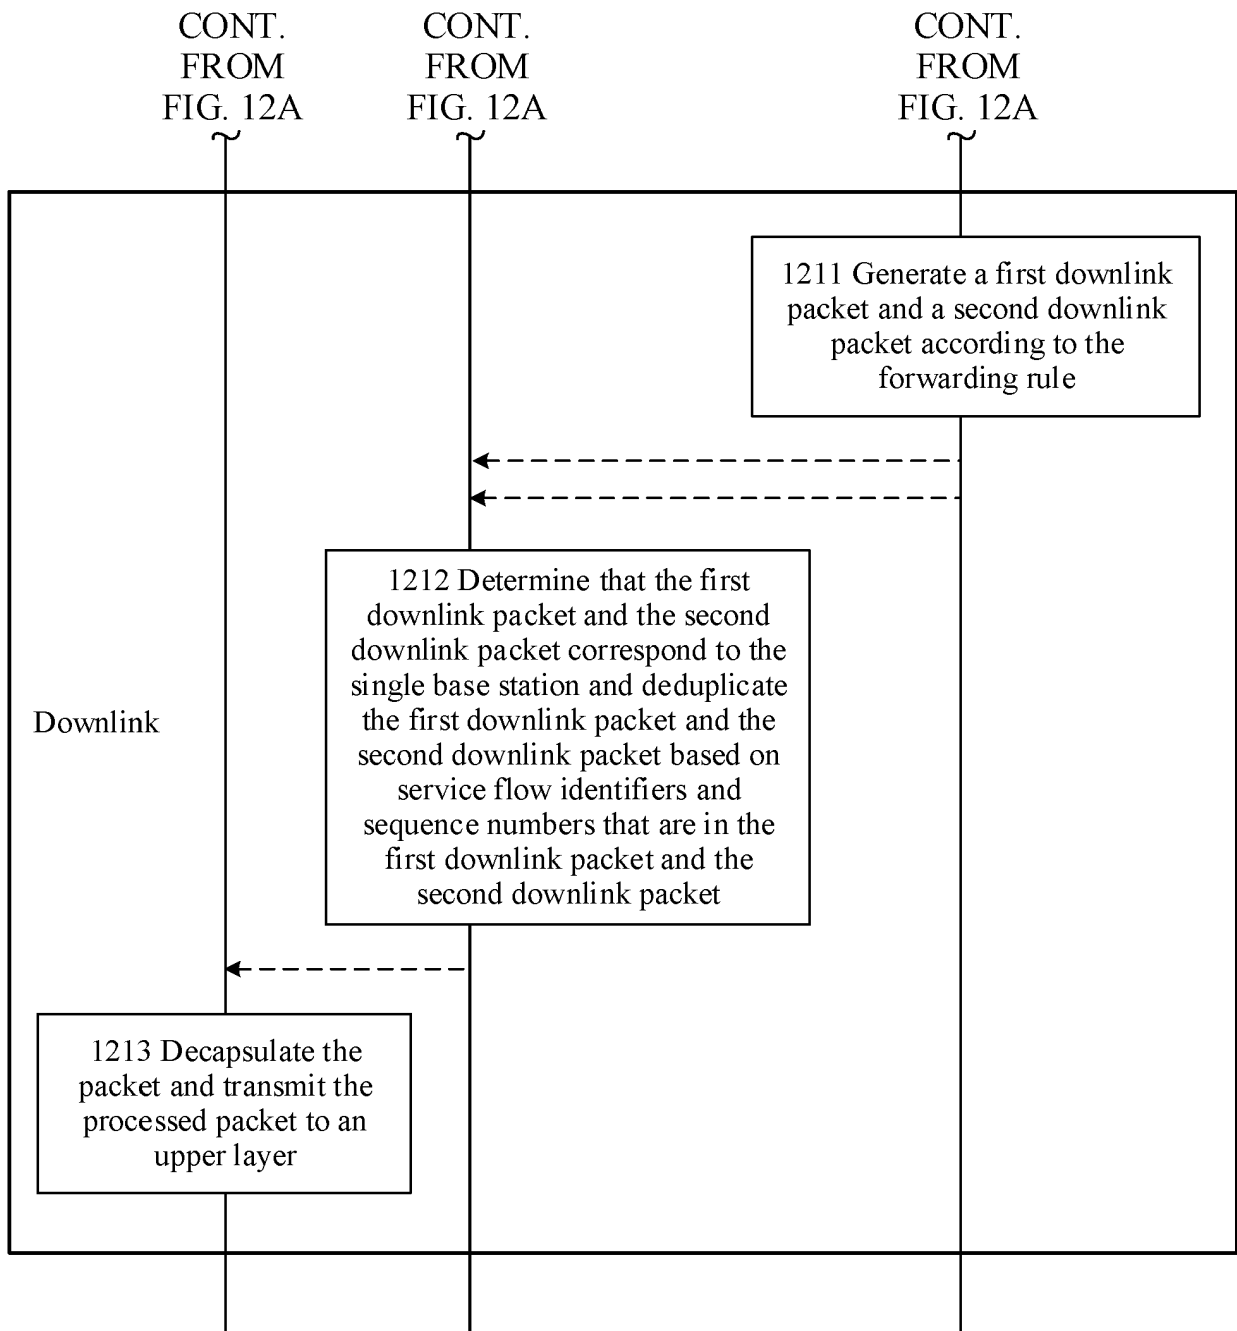 CONT.
FROM
FIG. 12A
CONT.
FROM
FIG. 12A
CONT.
FROM
FIG. 12A
1211 Generate a first downlink
packet and a second downlink
packet according to the
forwarding rule
1212 Determine that the first
downlink packet and the second
downlink packet correspond to the
single base station and deduplicate
the first downlink packet and the
second downlink packet based on
service flow identifiers and
sequence numbers that are in the
first downlink packet and the
second downlink packet
Downlink
1213 Decapsulate the
packet and transmit the
processed packet to an
upper layer